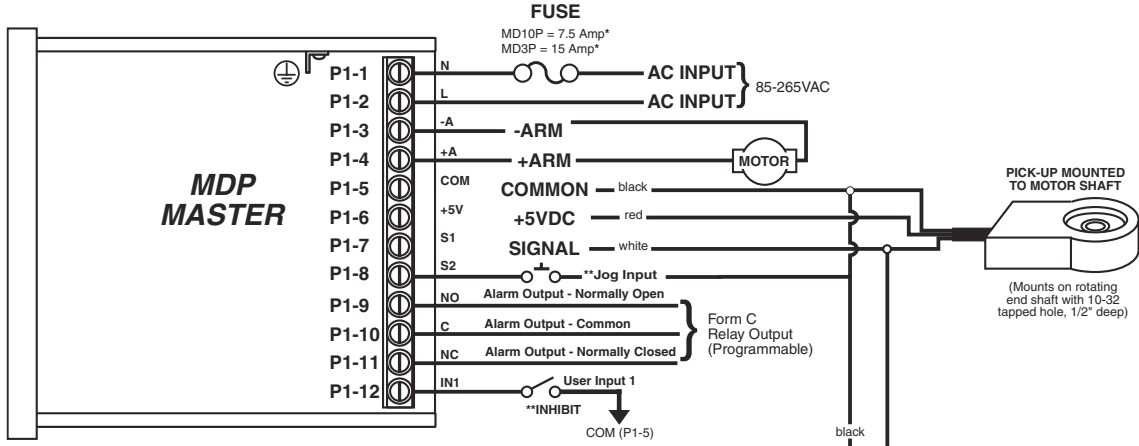 FUSE
MD10P = 7.5 Amp*
MD3P = 15 Amp*
P1-1 N AC INPUT
85-265VAC
P1-2 L AC INPUT
P1-3 -A -ARM
P1-4 +A +ARM MOTOR
MDP
MASTER
P1-5 COM COMMON black
P1-6 +5V +5VDC red
P1-7 S1 SIGNAL white
P1-8 S2 **Jog Input
P1-9 NO Alarm Output - Normally Open
P1-10 C Alarm Output - Common
P1-11 NC Alarm Output - Normally Closed
Form C
Relay Output
(Programmable)
P1-12 IN1 User Input 1
**INHIBIT
COM (P1-5)
black
PICK-UP MOUNTED
TO MOTOR SHAFT
(Mounts on rotating
end shaft with 10-32
tapped hole, 1/2" deep)